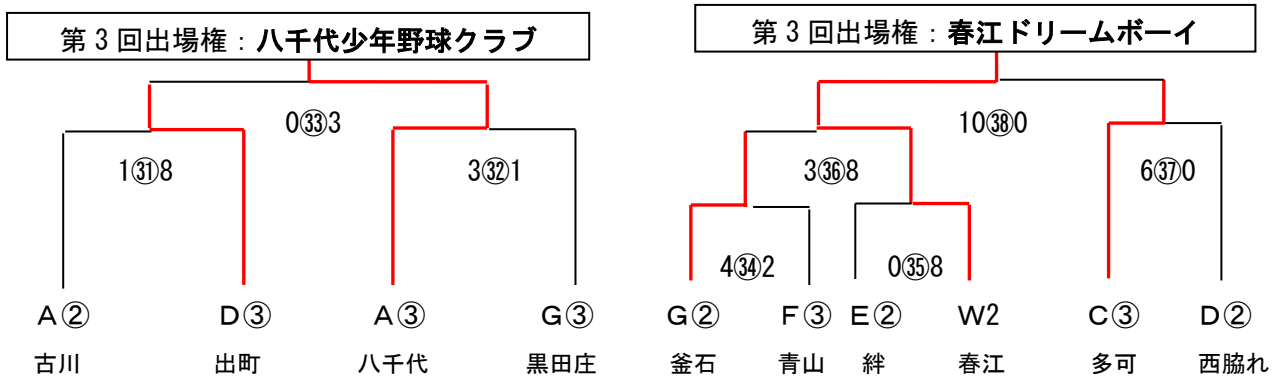 第3回出場権：八千代少年野球クラブ
第3回出場権：春江ドリームボーイ
0㉝3
10㊳0
1㉛8
3㉜1
3㊱8
6㊲0
4㉞2
0㉟8
A② D③ A③ G③ G② F③ E② W2 C③ D②
古川 出町 八千代 黒田庄 釜石 青山 絆 春江 多可 西脇れ